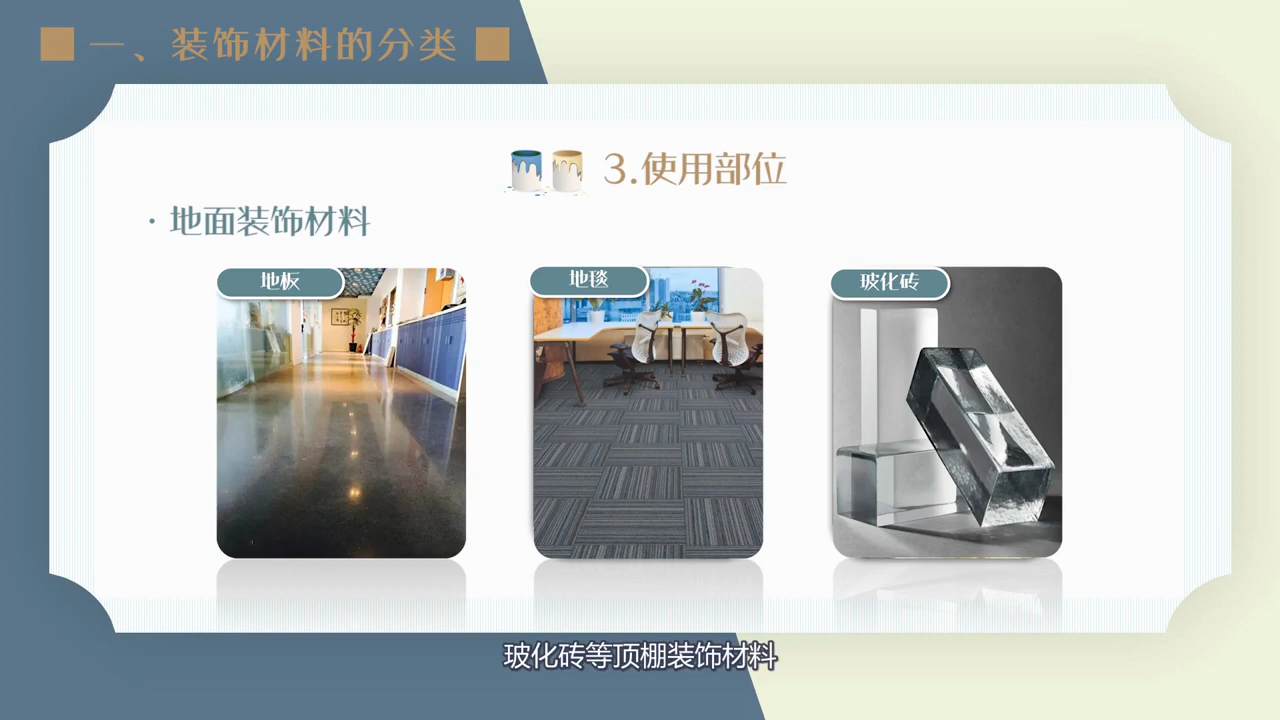 一、装饰材料的分类
3.使用部位
· 地面装饰材料
地板
地毯
玻化砖
玻化砖等顶棚装饰材料